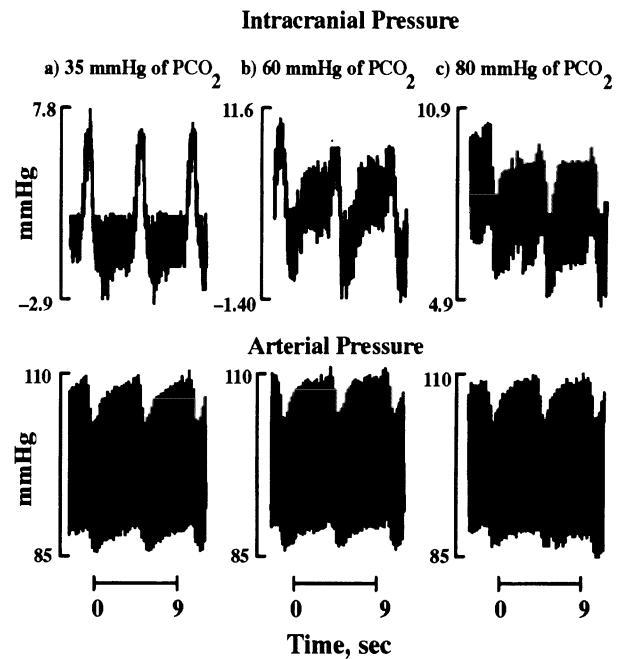 Intracranial Pressure
a) 35 mmHg of PCO2 b) 60 mmHg of PCO2 c) 80 mmHg of PCO2
7.8 11.6 10.9
mmHg
−2.9 −1.40 4.9
Arterial Pressure
110 110 110
mmHg
85 85 85
0 9 0 9 0 9
Time, sec